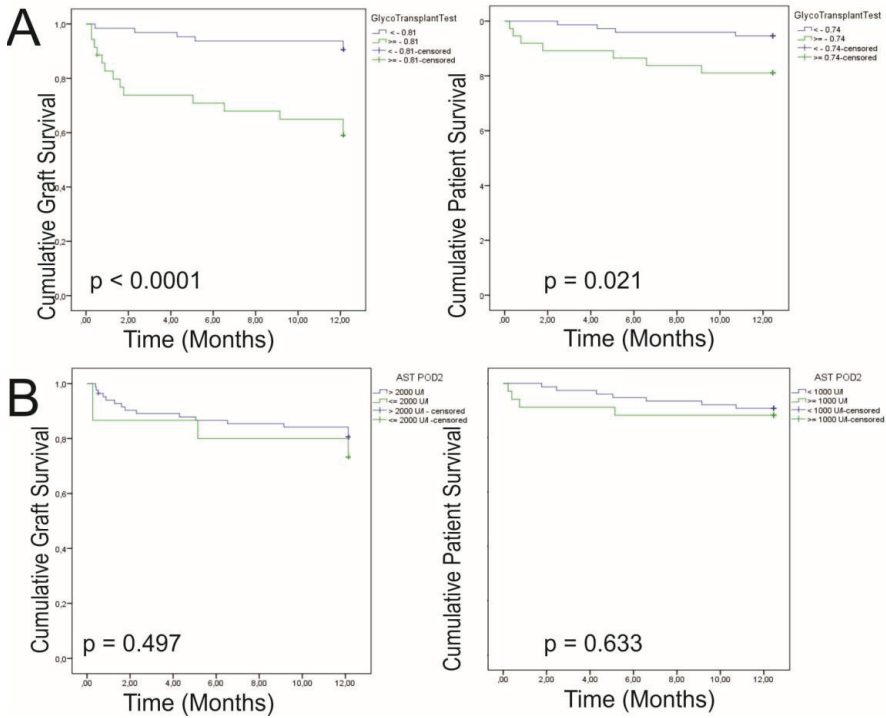 A
Cumulative Graft Survival
1,0
0,8
0,6
0,4
0,2
0,0
p < 0.0001
,00 2,00 4,00 6,00 8,00 10,00 12,00
Time (Months)
GlycoTransplantTest
< - 0.81
>= - 0.81
< - 0.81-censored
>= - 0.81-censored
Cumulative Patient Survival
0
8
6
4
2
0
p = 0.021
,00 2,00 4,00 6,00 8,00 10,00 12,00
Time (Months)
GlycoTransplantTest
< - 0.74
>= - 0.74
< - 0.74-censored
>= 0.74-censored
B
Cumulative Graft Survival
1,0
0,8
0,6
0,4
0,2
0,0
p = 0.497
,00 2,00 4,00 6,00 8,00 10,00 12,00
Time (Months)
AST POD2
> 2000 U/l
<= 2000 U/l
> 2000 U/l - censored
<= 2000 U/l -censored
Cumulative Patient Survival
p = 0.633
,00 2,00 4,00 6,00 8,00 10,00 12,00
Time (Months)
AST POD2
< 1000 U/l
>= 1000 U/l
< 1000 U/l-censored
>= 1000 U/l-censored